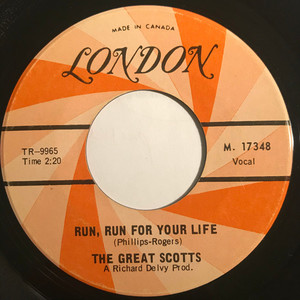 MADE IN CANADA
LONDON
TR-9965
Time 2:20
M. 17348
Vocal
RUN, RUN FOR YOUR LIFE
(Phillips-Rogers)
THE GREAT SCOTTS
A Richard Delvy Prod.